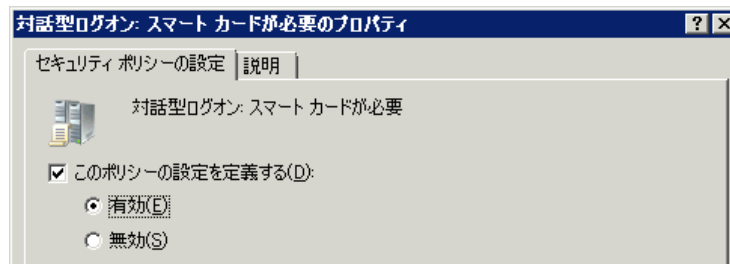 対話型ログオン: スマート カードが必要のプロパティ
セキュリティ ポリシーの設定 説明
対話型ログオン: スマート カードが必要
このポリシーの設定を定義する(D):
有効(E)
無効(S)